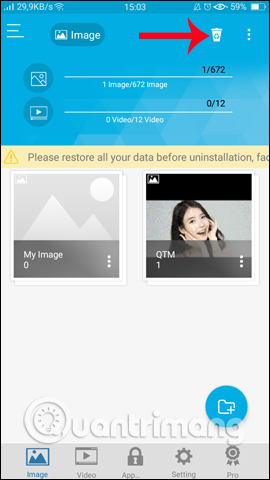 29,9KB/s 15:03 59%
Image
1/672
1 Image/672 Image
0/12
0 Video/12 Video
Please restore all your data before uninstallation, fac
My Image
0
QTM
1
Quantrimang
Image Video App... Setting Pro